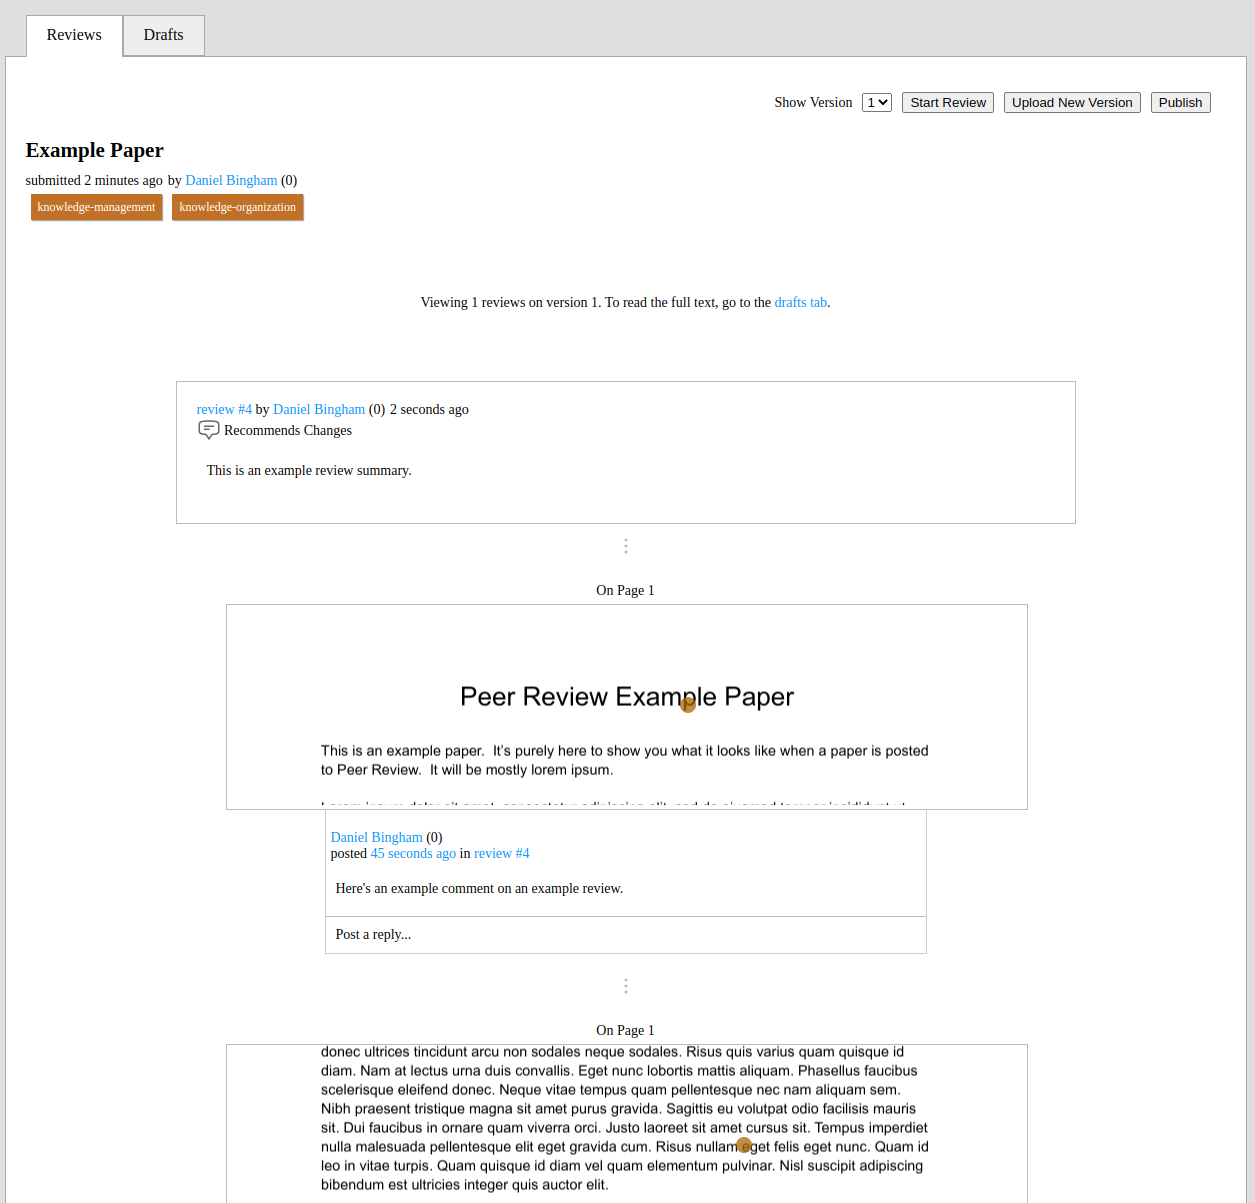 Reviews Drafts
Show Version 1 Start Review Upload New Version Publish
Example Paper
submitted 2 minutes ago by Daniel Bingham (0)
knowledge-management knowledge-organization
Viewing 1 reviews on version 1. To read the full text, go to the drafts tab.
review #4 by Daniel Bingham (0) 2 seconds ago
Recommends Changes
This is an example review summary.
On Page 1
Peer Review Example Paper
This is an example paper. It's purely here to show you what it looks like when a paper is posted
to Peer Review. It will be mostly lorem ipsum.
Daniel Bingham (0)
posted 45 seconds ago in review #4
Here's an example comment on an example review.
Post a reply...
On Page 1
donec ultrices tincidunt arcu non sodales neque sodales. Risus quis varius quam quisque id
diam. Nam at lectus urna duis convallis. Eget nunc lobortis mattis aliquam. Phasellus faucibus
scelerisque eleifend donec. Neque vitae tempus quam pellentesque nec nam aliquam sem.
Nibh praesent tristique magna sit amet purus gravida. Sagittis eu volutpat odio facilisis mauris
sit. Dui faucibus in ornare quam viverra orci. Justo laoreet sit amet cursus sit. Tempus imperdiet
nulla malesuada pellentesque elit eget gravida cum. Risus nullam eget felis eget nunc. Quam id
leo in vitae turpis. Quam quisque id diam vel quam elementum pulvinar. Nisl suscipit adipiscing
bibendum est ultricies integer quis auctor elit.